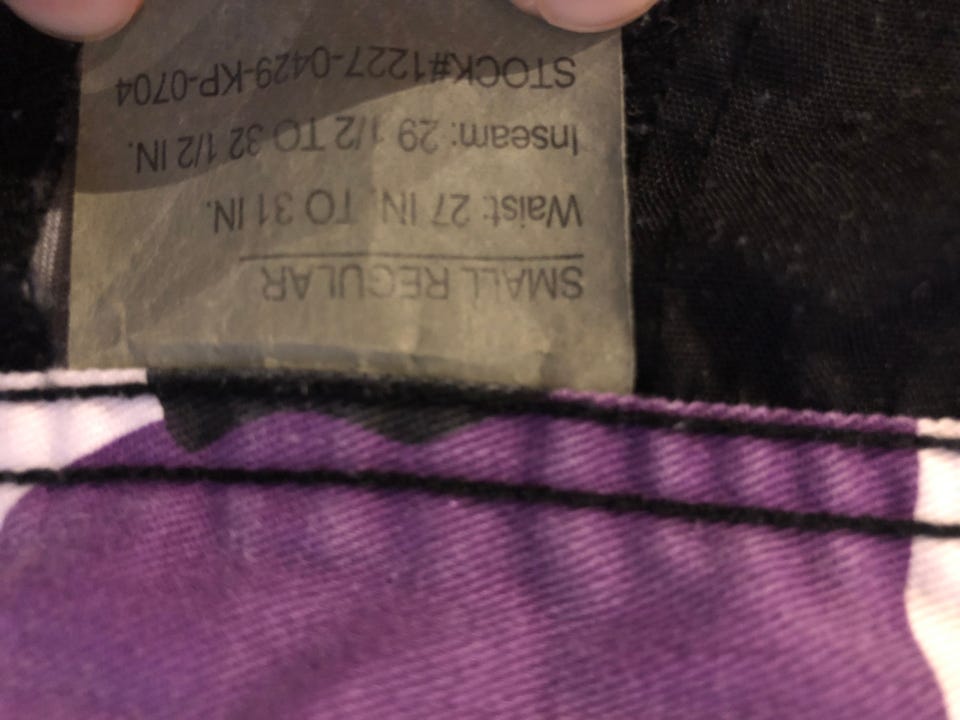 SMALL REGULAR
Waist: 27 IN. TO 31 IN.
Inseam: 29 1/2 TO 32 1/2 IN.
STOCK#1227-0429-KP-0704